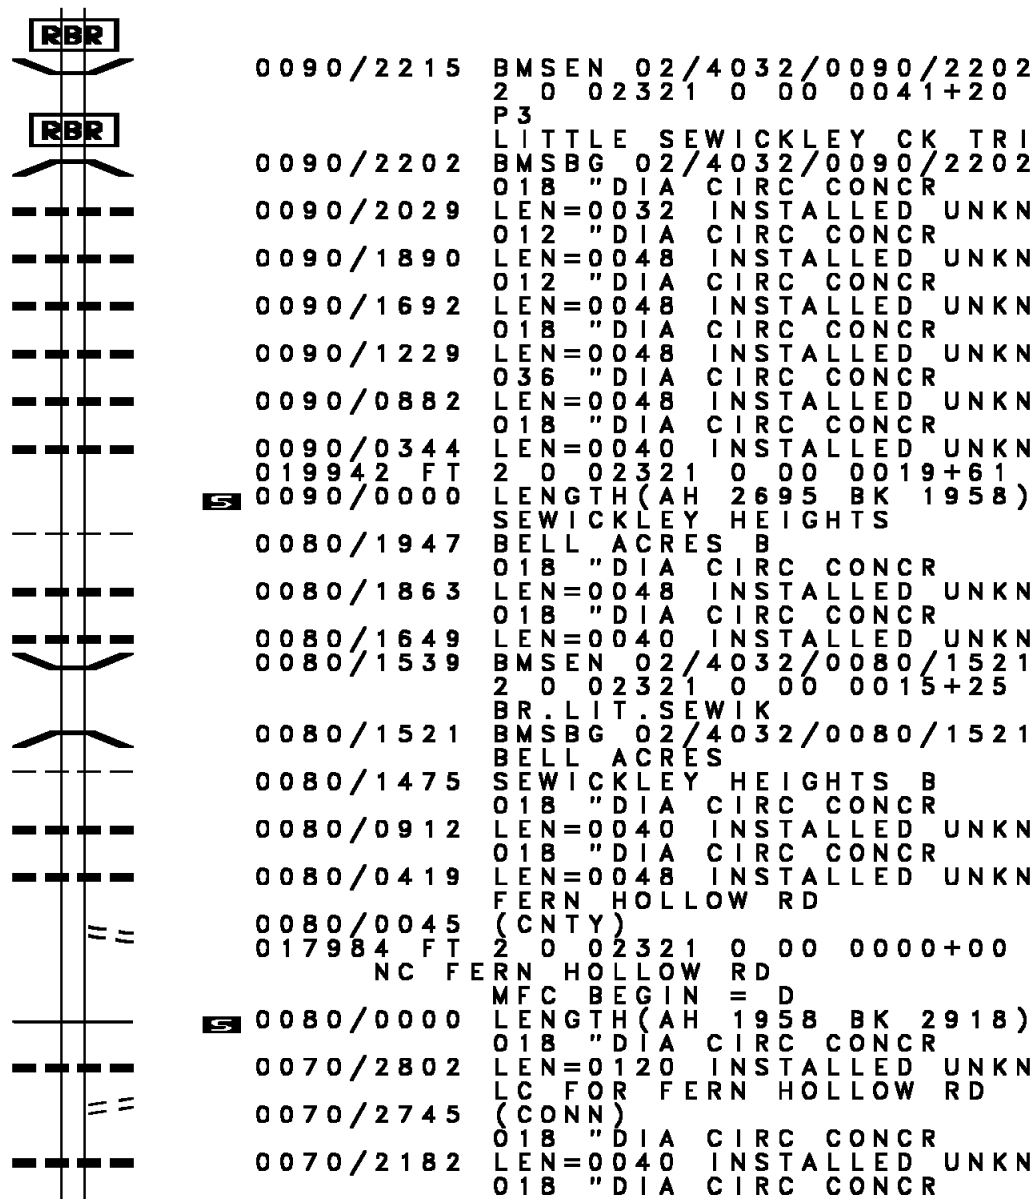 RBR
0090/2215 BMSEN 02/4032/0090/2202
2 0 02321 0 00 0041+20
P3
RBR
LITTLE SEWICKLEY CK TRI
0090/2202 BMSBG 02/4032/0090/2202
018 "DIA CIRC CONCR
0090/2029 LEN=0032 INSTALLED UNKN
012 "DIA CIRC CONCR
0090/1890 LEN=0048 INSTALLED UNKN
012 "DIA CIRC CONCR
0090/1692 LEN=0048 INSTALLED UNKN
018 "DIA CIRC CONCR
0090/1229 LEN=0048 INSTALLED UNKN
036 "DIA CIRC CONCR
0090/0882 LEN=0048 INSTALLED UNKN
018 "DIA CIRC CONCR
0090/0344 LEN=0040 INSTALLED UNKN
019942 FT 2 0 02321 0 00 0019+61
S 0090/0000 LENGTH(AH 2695 BK 1958)
SEWICKLEY HEIGHTS
0080/1947 BELL ACRES B
018 "DIA CIRC CONCR
0080/1863 LEN=0048 INSTALLED UNKN
018 "DIA CIRC CONCR
0080/1649 LEN=0040 INSTALLED UNKN
0080/1539 BMSEN 02/4032/0080/1521
2 0 02321 0 00 0015+25
BR.LIT.SEWIK
0080/1521 BMSBG 02/4032/0080/1521
BELL ACRES
0080/1475 SEWICKLEY HEIGHTS B
018 "DIA CIRC CONCR
0080/0912 LEN=0040 INSTALLED UNKN
018 "DIA CIRC CONCR
0080/0419 LEN=0048 INSTALLED UNKN
FERN HOLLOW RD
0080/0045 (CNTY)
017984 FT 2 0 02321 0 00 0000+00
NC FERN HOLLOW RD
MFC BEGIN = D
S 0080/0000 LENGTH(AH 1958 BK 2918)
018 "DIA CIRC CONCR
0070/2802 LEN=0120 INSTALLED UNKN
LC FOR FERN HOLLOW RD
0070/2745 (CONN)
018 "DIA CIRC CONCR
0070/2182 LEN=0040 INSTALLED UNKN
018 "DIA CIRC CONCR